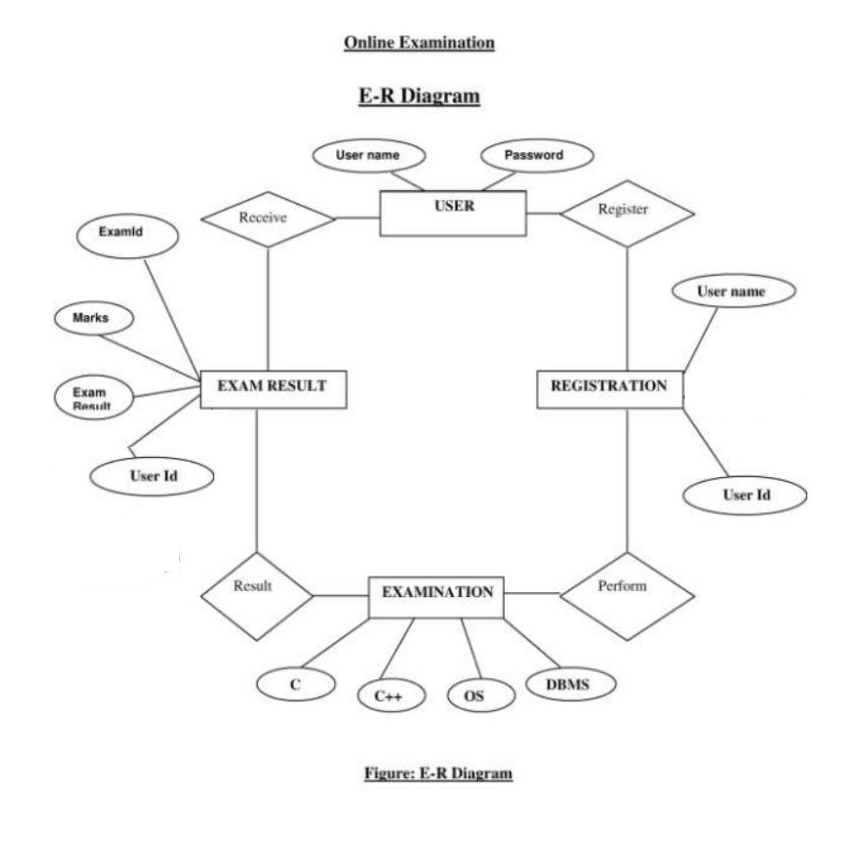 Online Examination
E-R Diagram
User name
Password
USER
Receive
Register
ExamId
User name
Marks
EXAM RESULT
REGISTRATION
Exam
Result
User Id
User Id
Result
EXAMINATION
Perform
C
C++
OS
DBMS
Figure: E-R Diagram